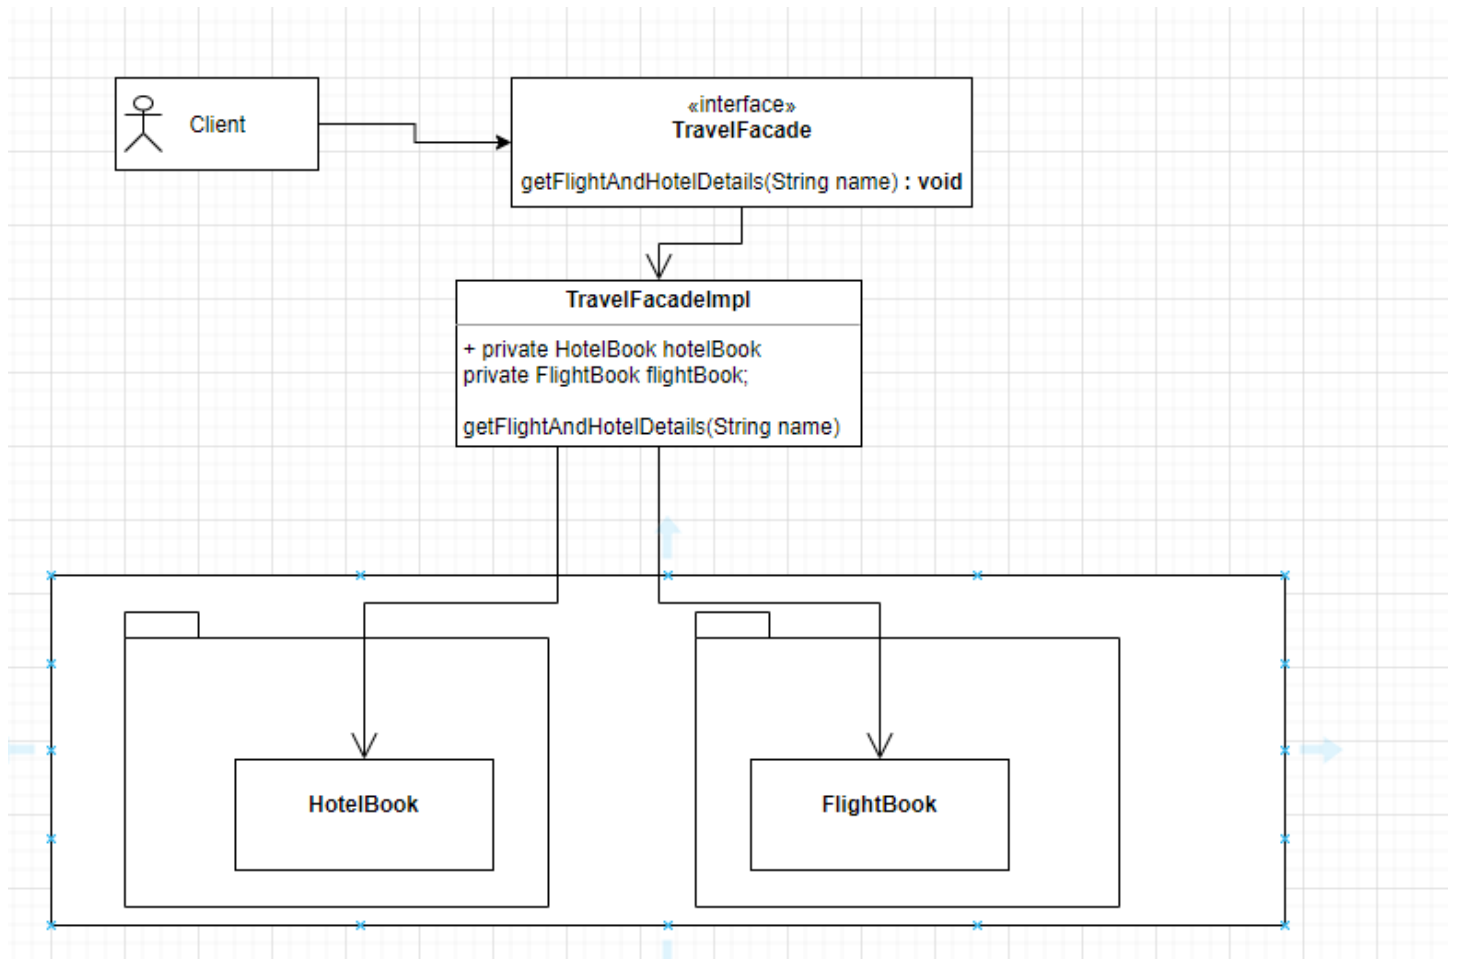 Client
«interface»
TravelFacade
getFlightAndHotelDetails(String name) : void
TravelFacadeImpl
+ private HotelBook hotelBook
private FlightBook flightBook;
getFlightAndHotelDetails(String name)
HotelBook
FlightBook